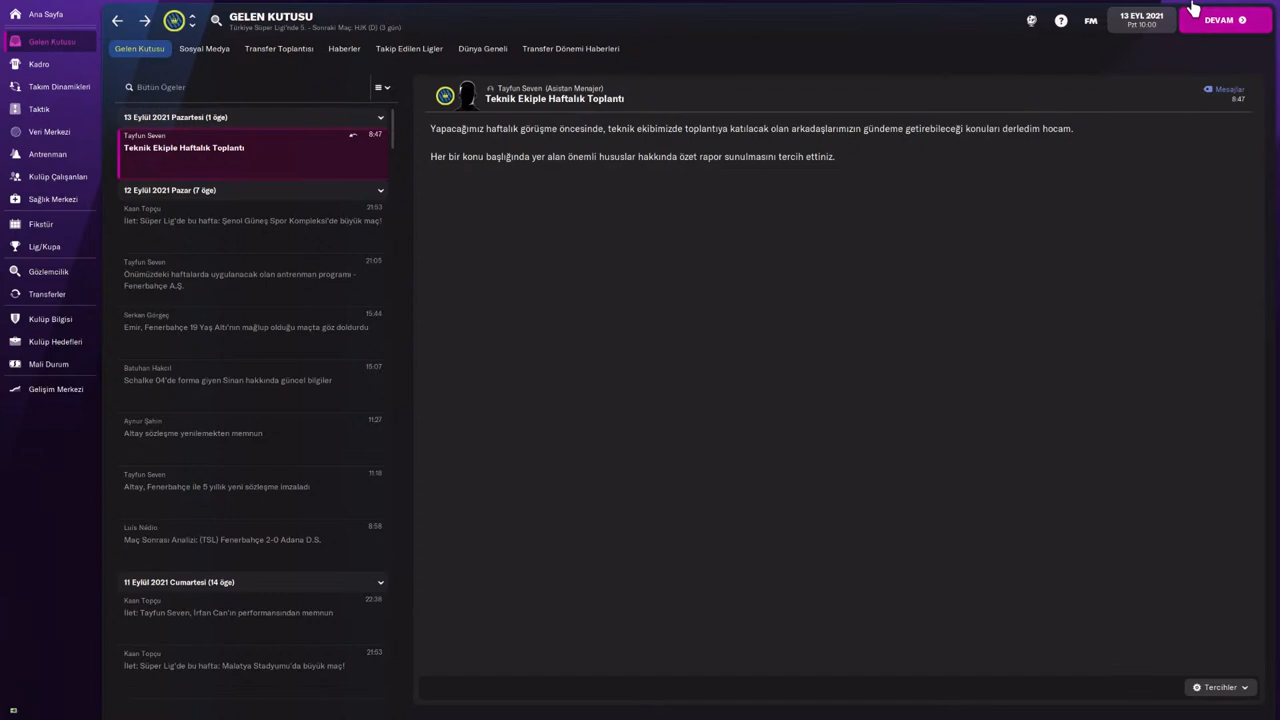 Ana Sayfa
Gelen Kutusu
Kadro
Takım Dinamikleri
Taktik
Veri Merkezi
Antrenman
Kulüp Çalışanları
Sağlık Merkezi
Fikstür
Lig/Kupa
Gözlemcilik
Transferler
Kulüp Bilgisi
Kulüp Hedefleri
Mali Durum
Gelişim Merkezi
GELEN KUTUSU
Türkiye Süper Ligi'nde 5. - Sonraki Maç: HJK (D) (3 gün)
FM
13 EYL 2021
Pzt 10:00
DEVAM
Gelen Kutusu
Sosyal Medya
Transfer Toplantısı
Haberler
Takip Edilen Ligler
Dünya Geneli
Transfer Dönemi Haberleri
Bütün Ögeler
13 Eylül 2021 Pazartesi (1 öge)
Tayfun Seven 8:47
Teknik Ekiple Haftalık Toplantı
12 Eylül 2021 Pazar (7 öge)
Kaan Topçu 21:53
İlet: Süper Lig'de bu hafta: Şenol Güneş Spor Kompleksi'de büyük maç!
Tayfun Seven 21:05
Önümüzdeki haftalarda uygulanacak olan antrenman programı -
Fenerbahçe A.Ş.
Serkan Görgeç 15:44
Emir, Fenerbahçe 19 Yaş Altı'nın mağlup olduğu maçta göz doldurdu
Batuhan Hakcıl 15:07
Schalke 04'de forma giyen Sinan hakkında güncel bilgiler
Aynur Şahin 11:27
Altay sözleşme yenilemekten memnun
Tayfun Seven 11:18
Altay, Fenerbahçe ile 5 yıllık yeni sözleşme imzaladı
Luís Nédio 8:58
Maç Sonrası Analizi: (TSL) Fenerbahçe 2-0 Adana D.S.
11 Eylül 2021 Cumartesi (14 öge)
Kaan Topçu 22:38
İlet: Tayfun Seven, İrfan Can'ın performansından memnun
Kaan Topçu 21:53
İlet: Süper Lig'de bu hafta: Malatya Stadyumu'da büyük maç!
Tayfun Seven (Asistan Menajer)
Teknik Ekiple Haftalık Toplantı
Mesajlar
8:47
Yapacağımız haftalık görüşme öncesinde, teknik ekibimizde toplantıya katılacak olan arkadaşlarımızın gündeme getirebileceği konuları derledim hocam.
Her bir konu başlığında yer alan önemli hususlar hakkında özet rapor sunulmasını tercih ettiniz.
Tercihler